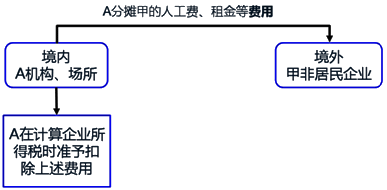 A分摊甲的人工费、租金等费用
境内
A机构、场所
境外
甲非居民企业
A在计算企业所
得税时准予扣
除上述费用